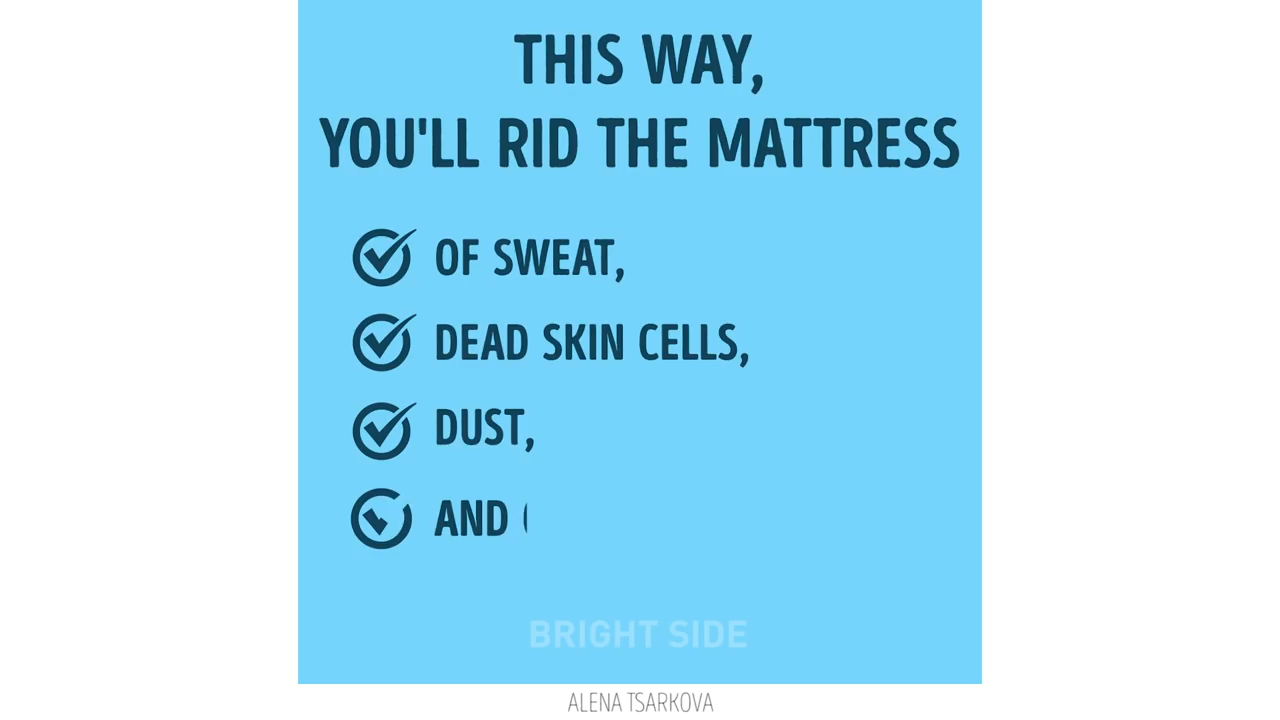 THIS WAY,
YOU'LL RID THE MATTRESS
OF SWEAT,
DEAD SKIN CELLS,
DUST,
AND
BRIGHT SIDE
ALENA TSARKOVA